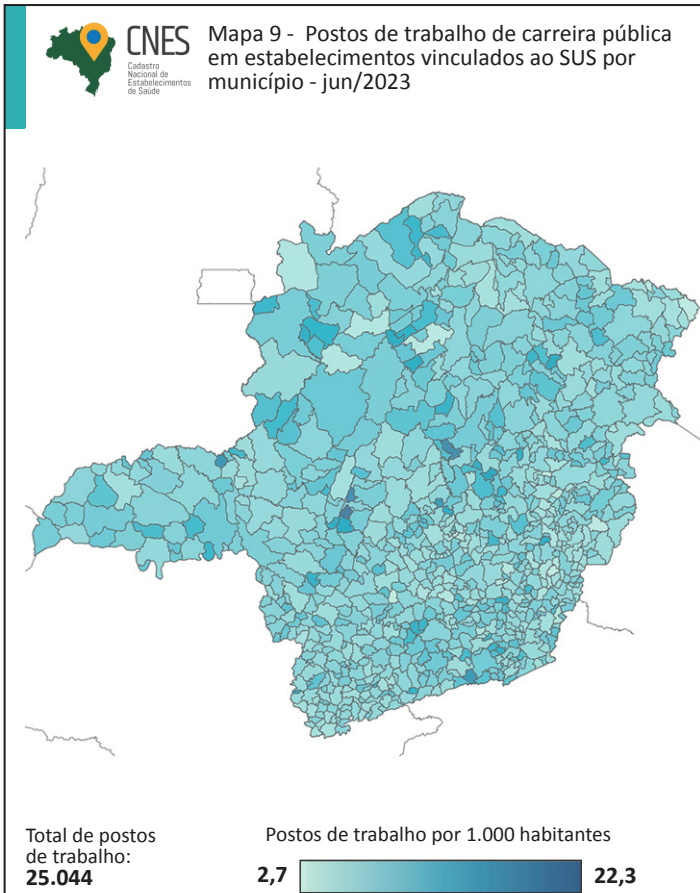 CNES
Cadastro
Nacional de
Estabelecimentos
de Saúde
Mapa 9 - Postos de trabalho de carreira pública
em estabelecimentos vinculados ao SUS por
município - jun/2023
Total de postos
de trabalho:
25.044
Postos de trabalho por 1.000 habitantes
2,7
22,3